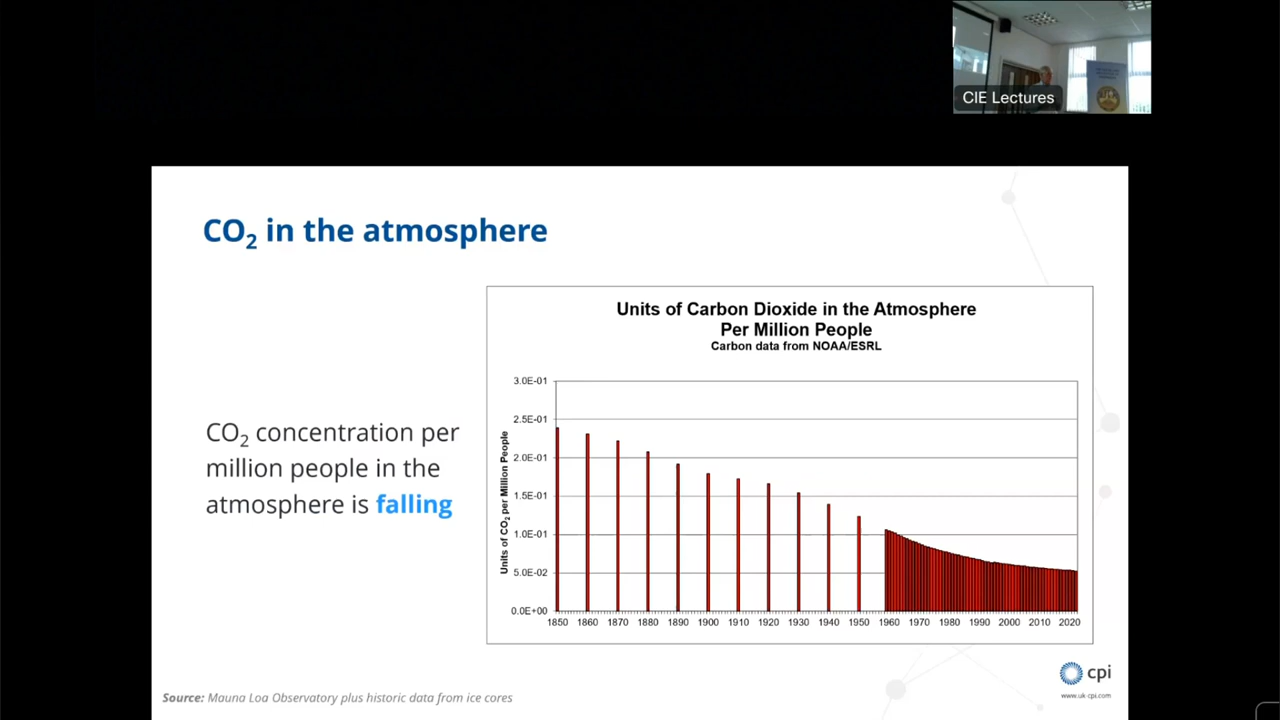 CIE Lectures
CO₂ in the atmosphere
Units of Carbon Dioxide in the Atmosphere
Per Million People
Carbon data from NOAA/ESRL
CO₂ concentration per
million people in the
atmosphere is falling
Units of CO₂ per Million People
3.0E-01
2.5E-01
2.0E-01
1.5E-01
1.0E-01
5.0E-02
0.0E+00
1850 1860 1870 1880 1890 1900 1910 1920 1930 1940 1950 1960 1970 1980 1990 2000 2010 2020
cpi
www.uk-cpi.com
Source: Mauna Loa Observatory plus historic data from ice cores